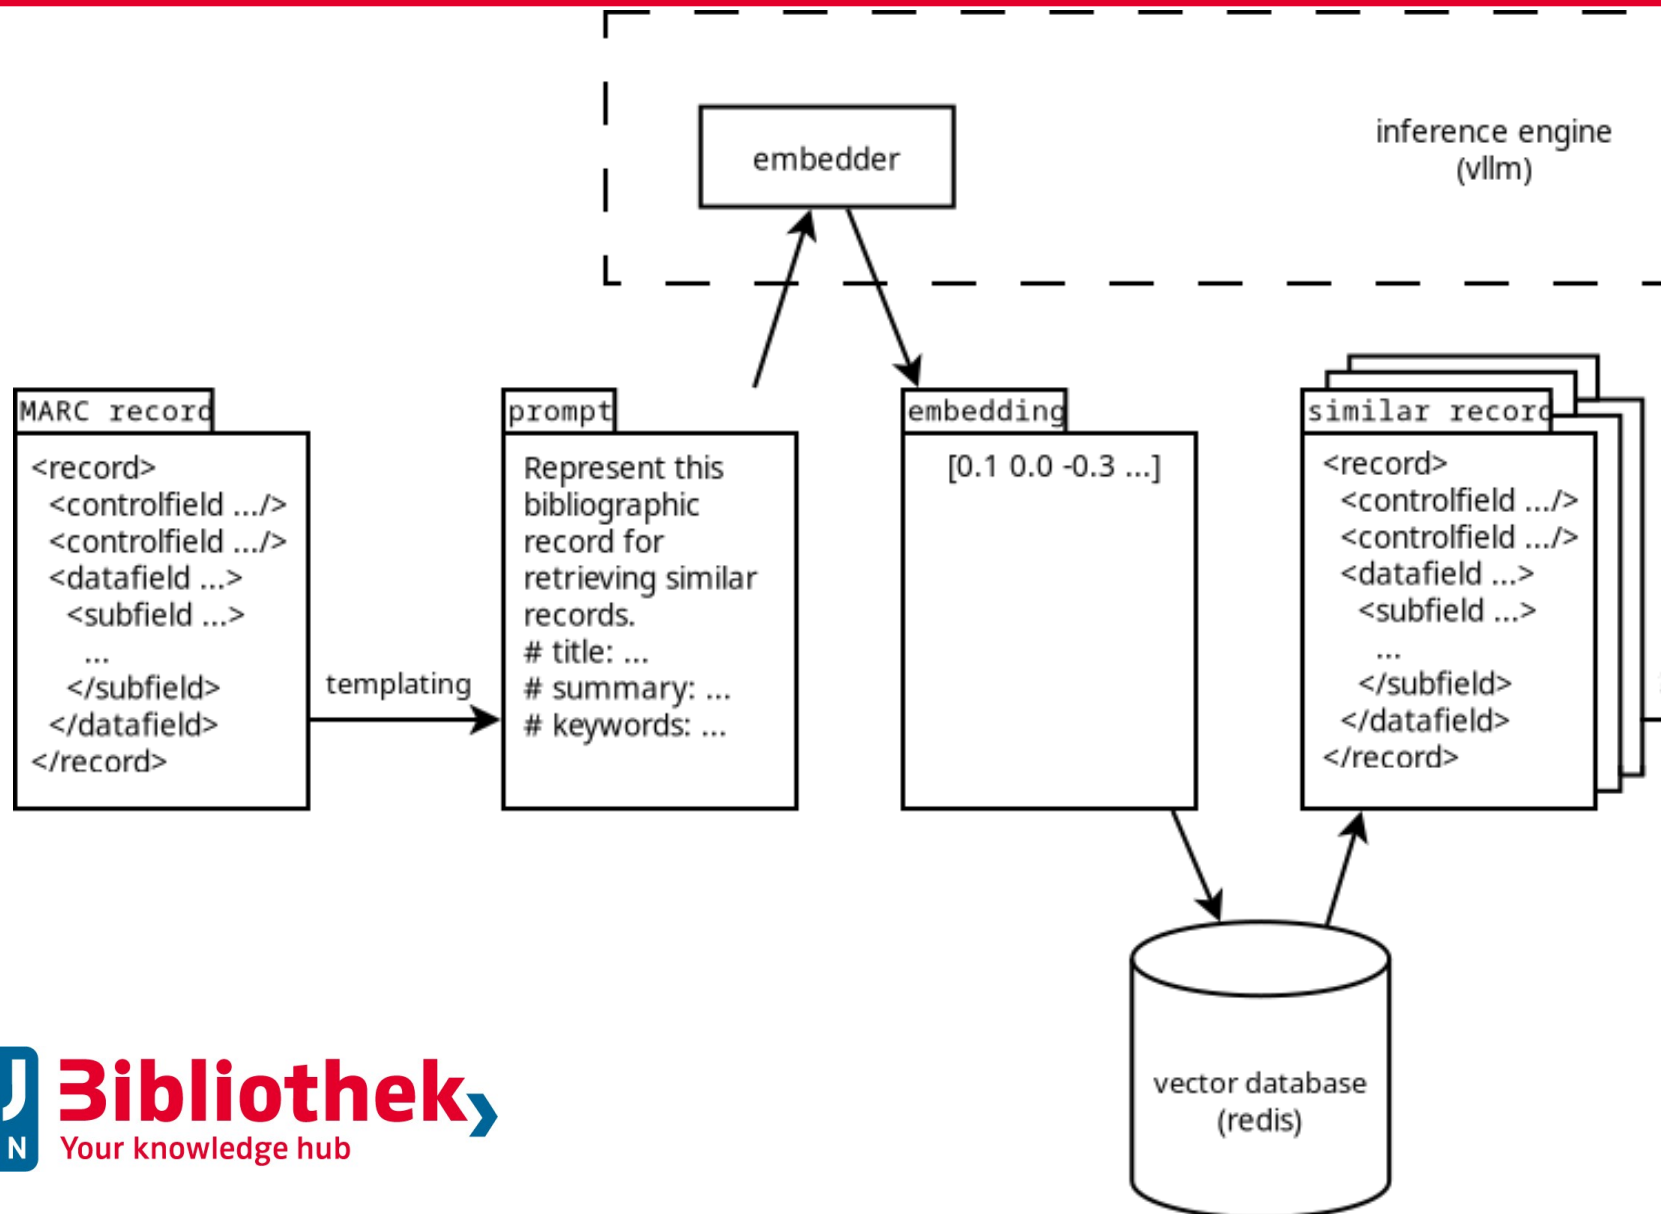 embedder
inference engine
(vllm)
MARC record
<record>
<controlfield .../>
<controlfield .../>
<datafield ...>
<subfield ...>
...
</subfield>
</datafield>
</record>
templating
prompt
Represent this
bibliographic
record for
retrieving similar
records.
# title: ...
# summary: ...
# keywords: ...
embedding
[0.1 0.0 -0.3 ...]
similar record
<record>
<controlfield .../>
<controlfield .../>
<datafield ...>
<subfield ...>
...
</subfield>
</datafield>
</record>
vector database
(redis)
U
N
Bibliothek
Your knowledge hub